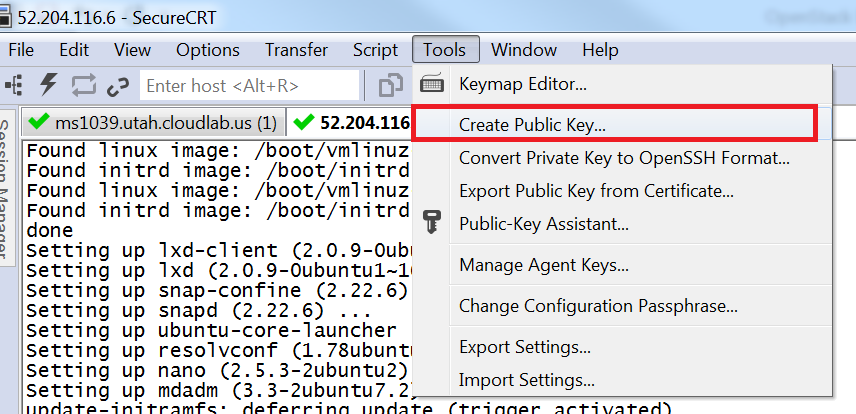 52.204.116.6 - SecureCRT
File Edit View Options Transfer Script Tools Window Help
Enter host <Alt+R>
ms1039.utah.cloudlab.us (1) 52.204.116
Session Manager
Found linux image: /boot/vmlinuz
Found initrd image: /boot/initrd
Found linux image: /boot/vmlinuz
Found initrd image: /boot/initrd
done
Setting up lxd-client (2.0.9-0ubu
Setting up lxd (2.0.9-0ubuntu1~16
Setting up snap-confine (2.22.6)
Setting up snapd (2.22.6) ...
Setting up ubuntu-core-launcher
Setting up resolvconf (1.78ubuntu
Setting up nano (2.5.3-2ubuntu2)
Setting up mdadm (3.3-2ubuntu7.2)
update-initramfs: deferring update (trigger activated)
Keymap Editor...
Create Public Key...
Convert Private Key to OpenSSH Format...
Export Public Key from Certificate...
Public-Key Assistant...
Manage Agent Keys...
Change Configuration Passphrase...
Export Settings...
Import Settings...